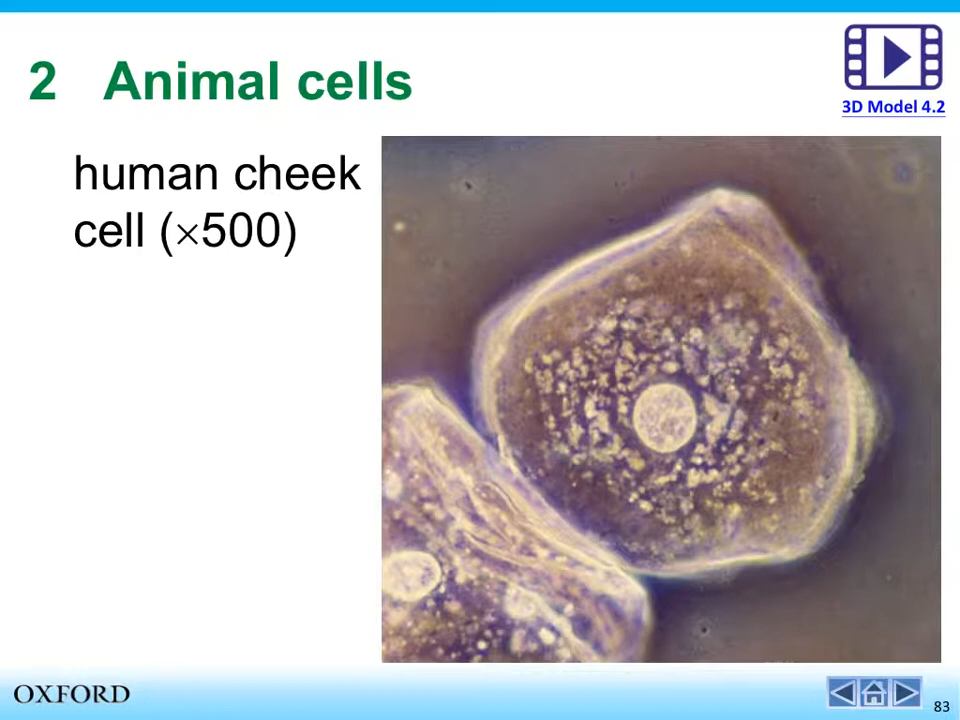 2 Animal cells
3D Model 4.2
human cheek
cell (×500)
OXFORD
83